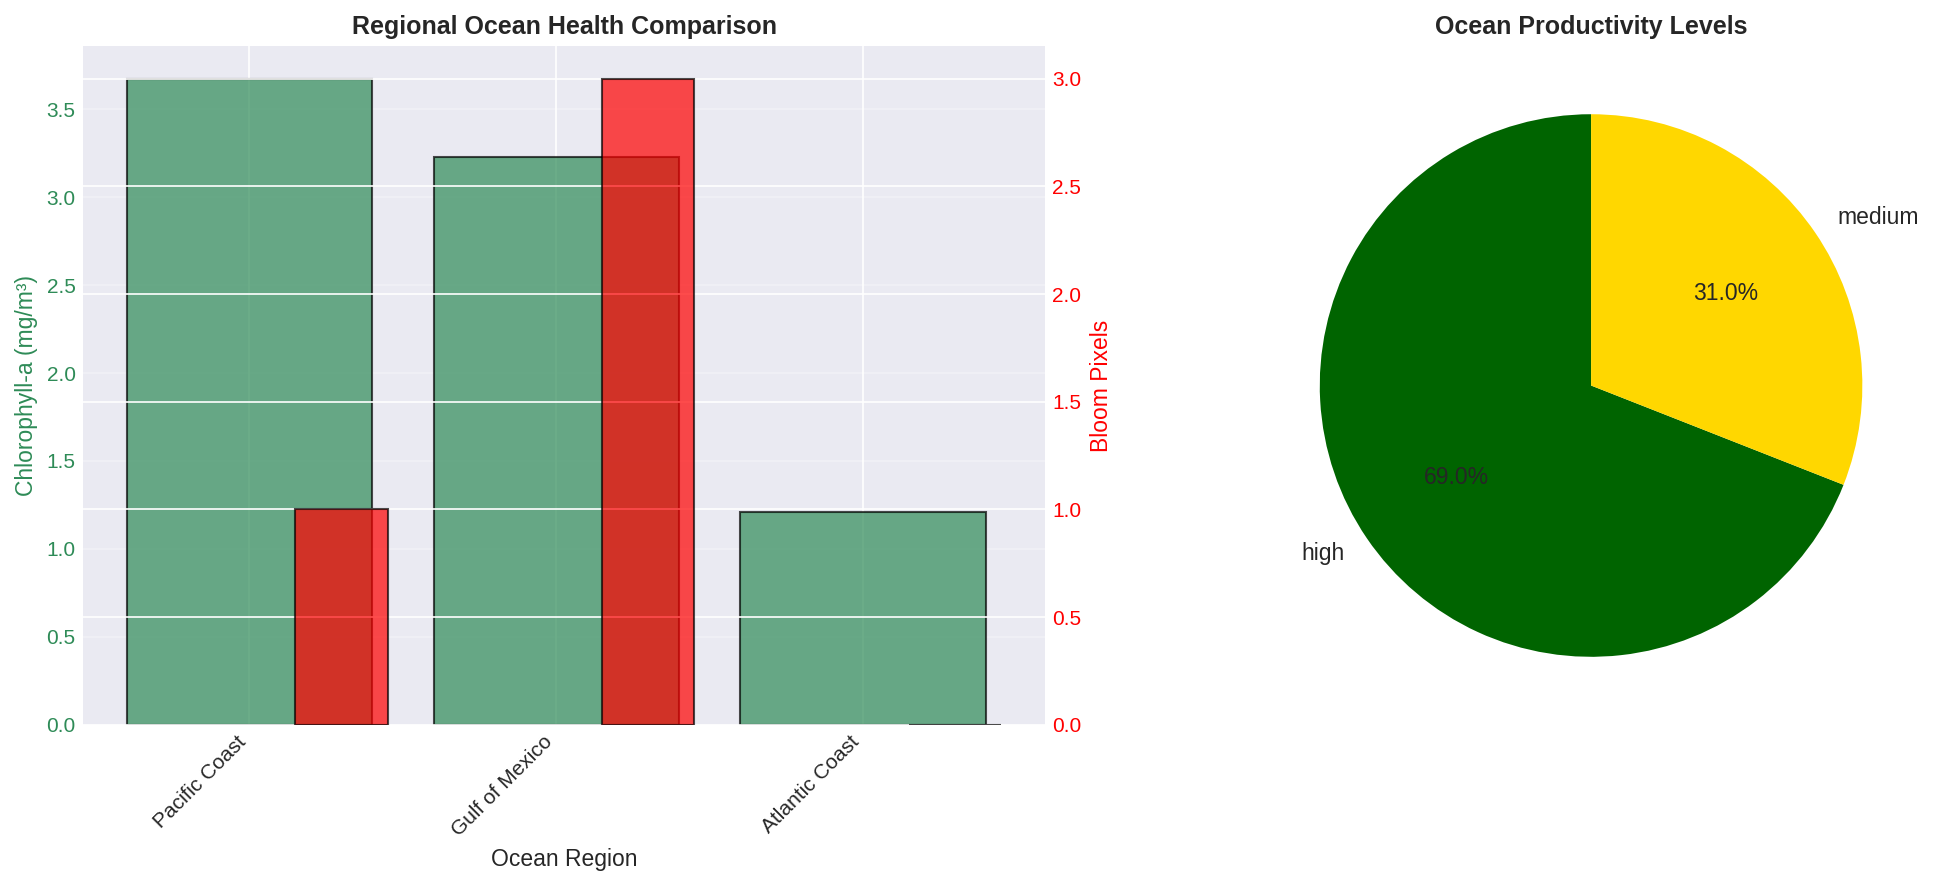 Regional Ocean Health Comparison
Chlorophyll-a (mg/m³)
3.5
3.0
2.5
2.0
1.5
1.0
0.5
0.0
3.0
2.5
2.0
1.5
1.0
0.5
0.0
Bloom Pixels
Pacific Coast
Gulf of Mexico
Atlantic Coast
Ocean Region
Ocean Productivity Levels
medium
31.0%
69.0%
high